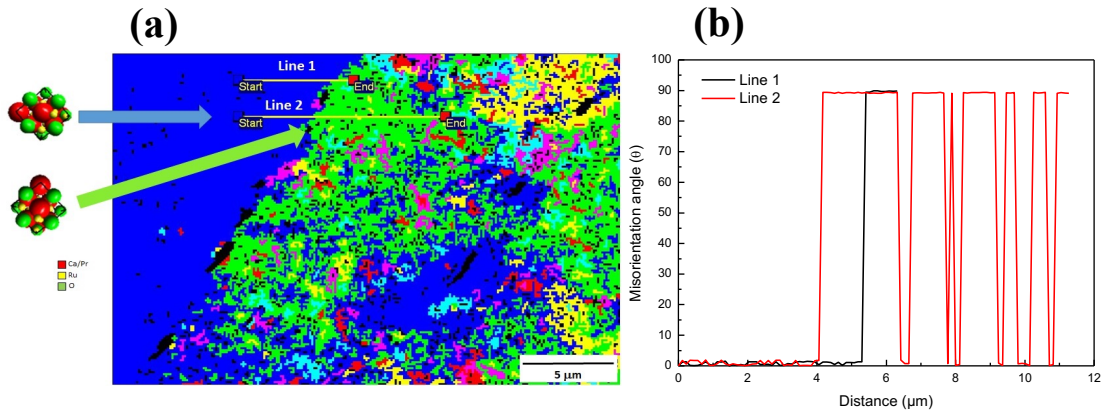 (a)
(b)
Line 1
Start
End
Line 2
Start
End
Ca/Pr
Ru
O
5 µm
Misorientation angle (θ)
100
90
80
70
60
50
40
30
20
10
0
Line 1
Line 2
0 2 4 6 8 10 12
Distance (µm)